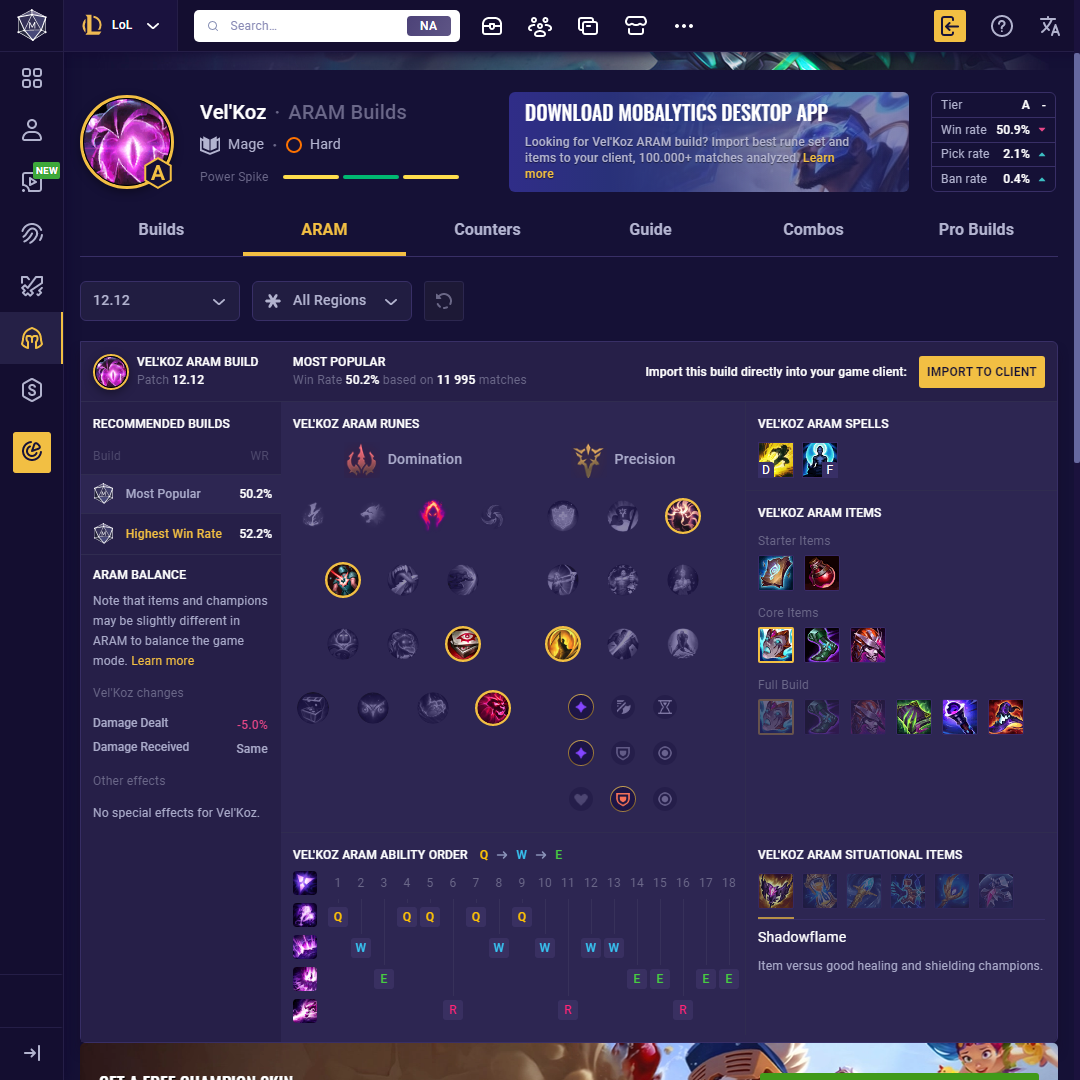 LoL
Search...
NA
NEW
Vel'Koz · ARAM Builds
Mage · Hard
Power Spike
A
DOWNLOAD MOBALYTICS DESKTOP APP
Looking for Vel'Koz ARAM build? Import best rune set and
items to your client, 100.000+ matches analyzed. Learn
more
Tier A -
Win rate 50.9%
Pick rate 2.1%
Ban rate 0.4%
Builds
ARAM
Counters
Guide
Combos
Pro Builds
12.12
All Regions
VEL'KOZ ARAM BUILD
Patch 12.12
MOST POPULAR
Win Rate 50.2% based on 11 995 matches
Import this build directly into your game client:
IMPORT TO CLIENT
RECOMMENDED BUILDS
Build WR
Most Popular 50.2%
Highest Win Rate 52.2%
ARAM BALANCE
Note that items and champions
may be slightly different in
ARAM to balance the game
mode. Learn more
Vel'Koz changes
Damage Dealt -5.0%
Damage Received Same
Other effects
No special effects for Vel'Koz.
VEL'KOZ ARAM RUNES
Domination
Precision
VEL'KOZ ARAM SPELLS
D F
VEL'KOZ ARAM ITEMS
Starter Items
Core Items
Full Build
VEL'KOZ ARAM ABILITY ORDER Q → W → E
1 2 3 4 5 6 7 8 9 10 11 12 13 14 15 16 17 18
Q Q Q Q Q
W W W W W
E E E E E
R R R
VEL'KOZ ARAM SITUATIONAL ITEMS
Shadowflame
Item versus good healing and shielding champions.
GET A FREE CHAMPION SKIN